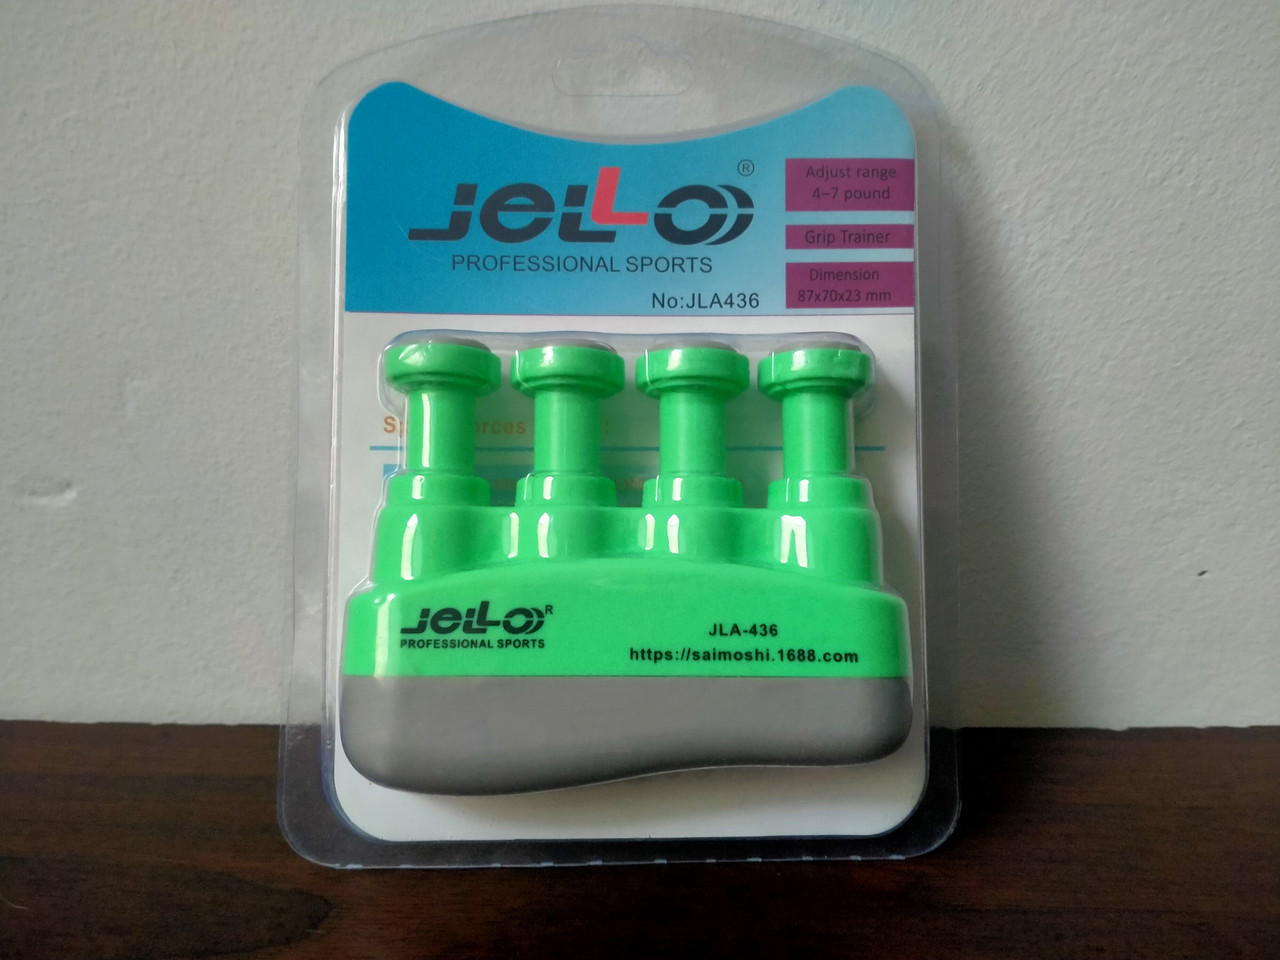 JELLO®
PROFESSIONAL SPORTS
No:JLA436
Adjust range
4–7 pound
Grip Trainer
Dimension
87x70x23 mm
JELLO R
PROFESSIONAL SPORTS
JLA-436
https://saimoshi.1688.com